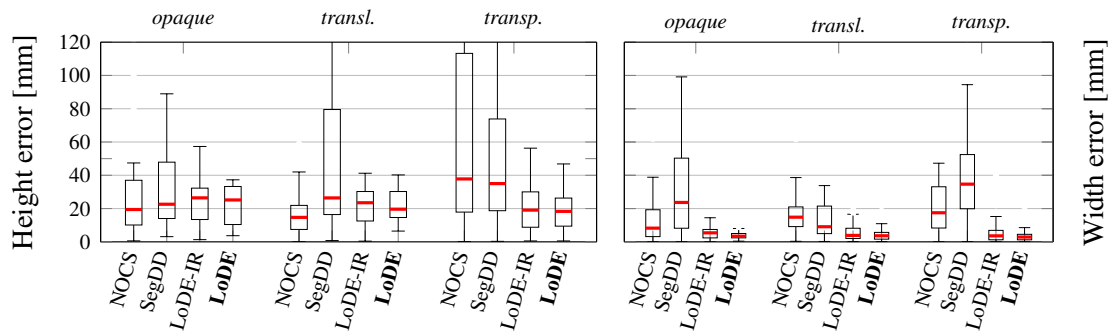 opaque transl. transp. opaque transl. transp.
Height error [mm]
120
100
80
60
40
20
0
NOCS SegDD LoDE-IR LoDE NOCS SegDD LoDE-IR LoDE NOCS SegDD LoDE-IR LoDE
NOCS SegDD LoDE-IR LoDE NOCS SegDD LoDE-IR LoDE NOCS SegDD LoDE-IR LoDE
Width error [mm]